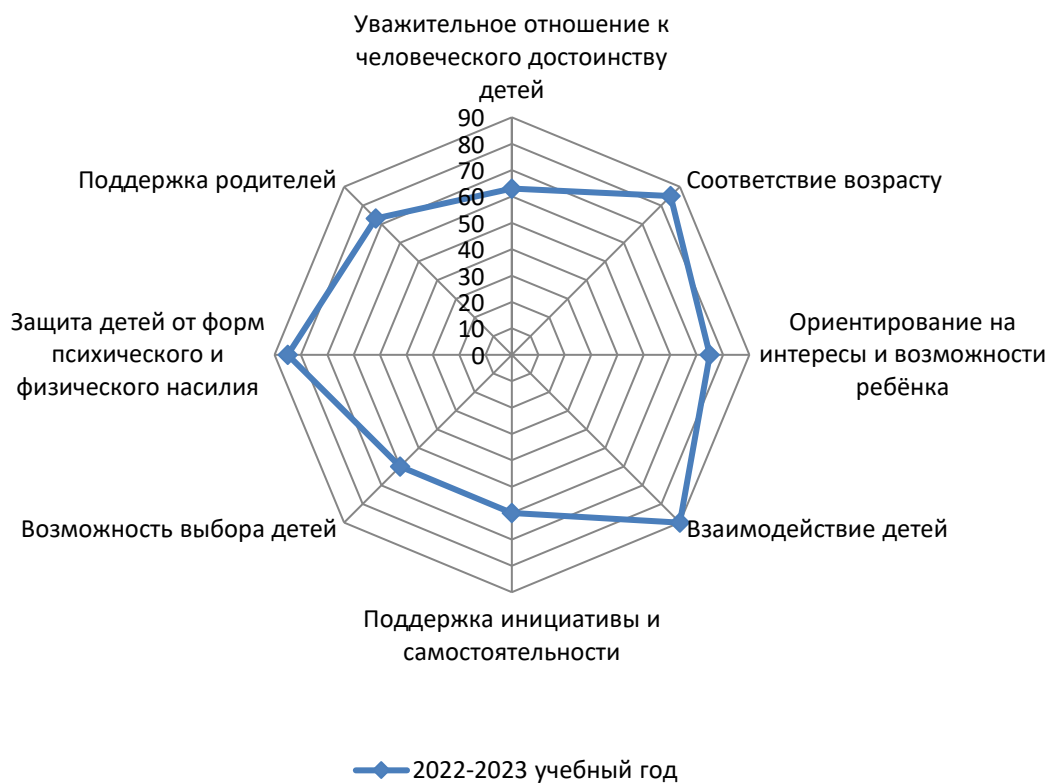 Уважительное отношение к
человеческого достоинству
детей
90
80
70
60
50
40
30
20
10
0
Поддержка родителей
Соответствие возрасту
Защита детей от форм
психического и
физического насилия
Ориентирование на
интересы и возможности
ребёнка
Возможность выбора детей
Взаимодействие детей
Поддержка инициативы и
самостоятельности
2022-2023 учебный год